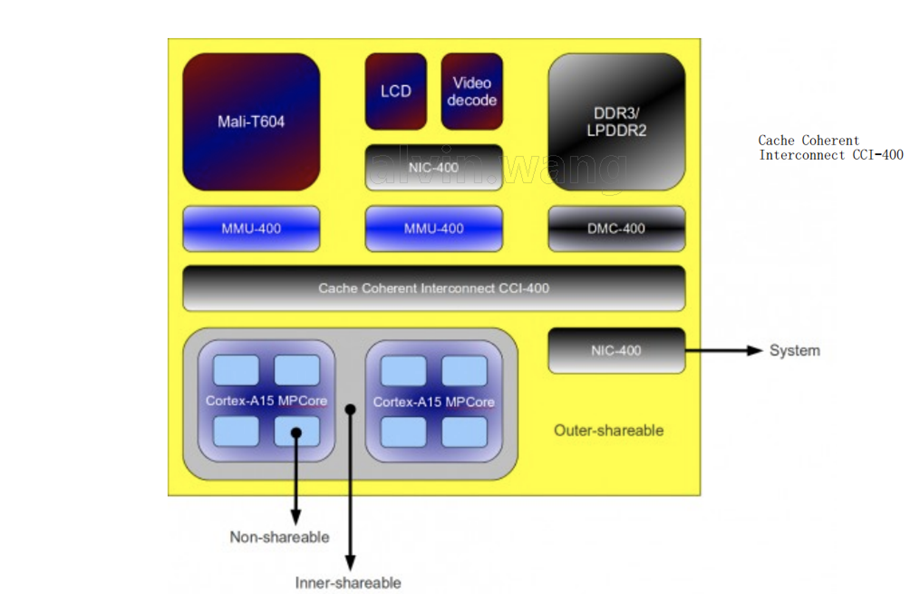 Mali-T604
LCD
Video
decode
DDR3/
LPDDR2
Cache Coherent
Interconnect CCI-400
NIC-400
alvin.wang
MMU-400
MMU-400
DMC-400
Cache Coherent Interconnect CCI-400
NIC-400
System
Cortex-A15 MPCore
Cortex-A15 MPCore
Outer-shareable
Non-shareable
Inner-shareable